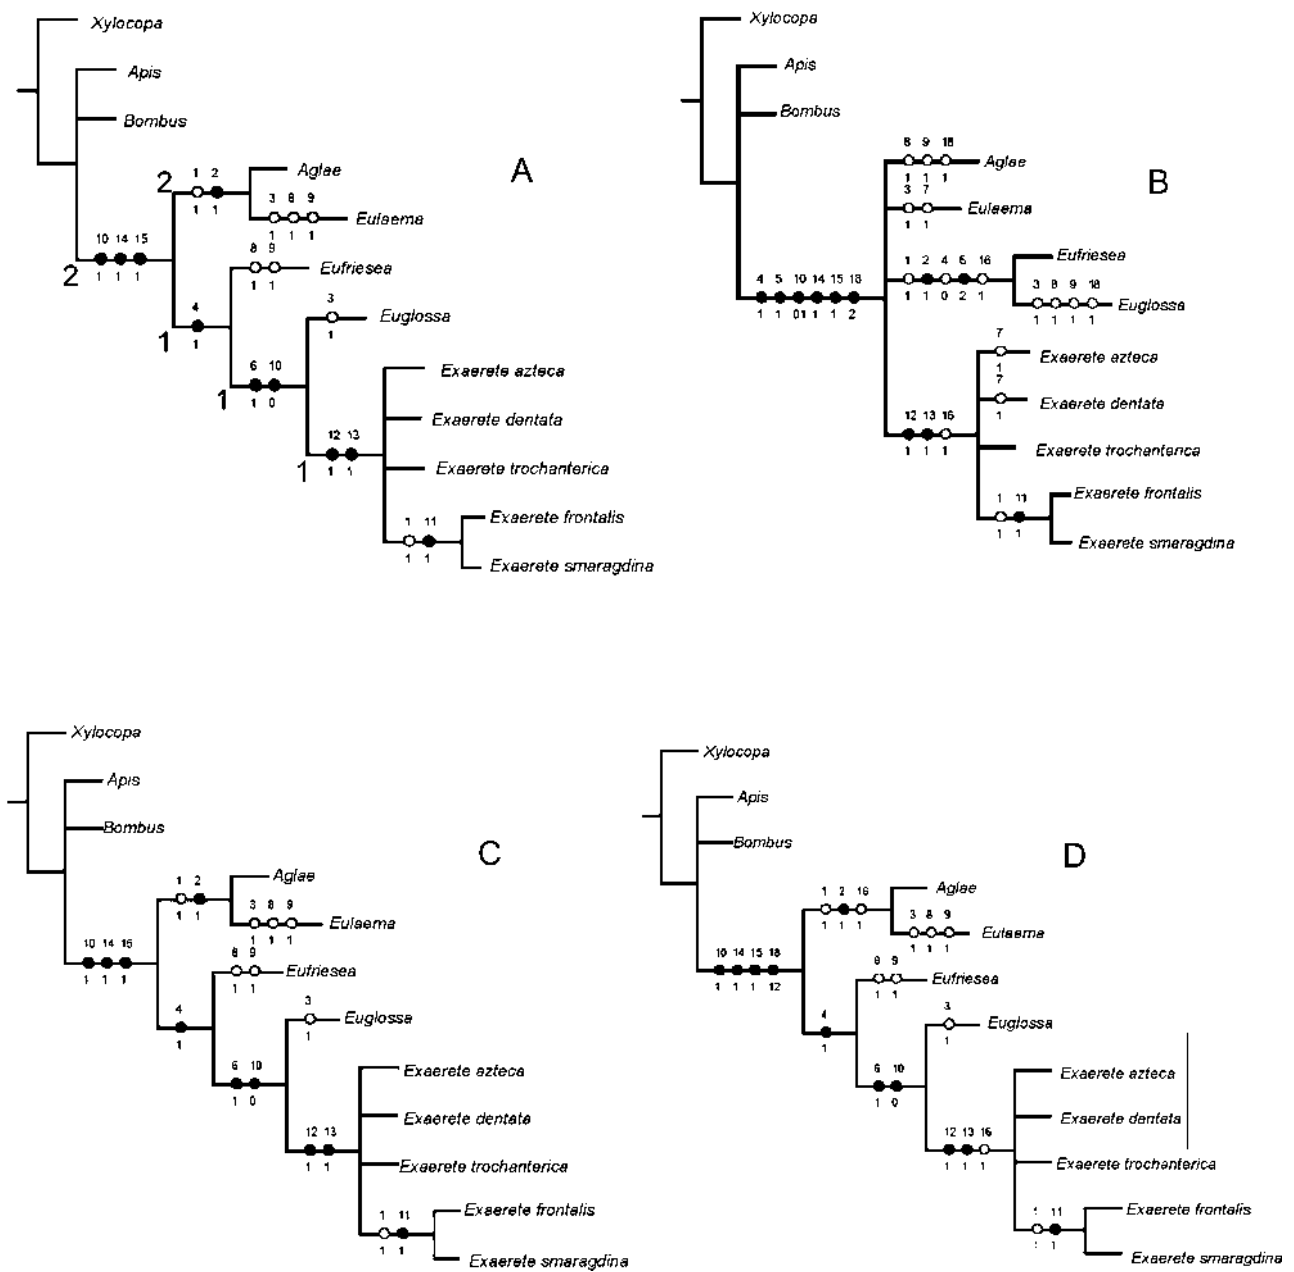 Xylocopa
Apis
Bombus
A
1 2
2
Aglae
1 1
3 8 9
Eulaema
1 1 1
10 14 15
8 9
Eufriesea
2
1 1 1
1 1
4
3
Euglossa
1
1
1
6 10
Exaerete azteca
1
1 0
Exaerete dentata
12 13
Exaerete trochanterica
1
1 1
1 11
Exaerete frontalis
1 1
Exaerete smaragdina
Xylocopa
Apis
Bombus
8 9 18
Aglae
1 1 1
B
3 7
Eulaema
1 1
1 2 4 5 16
Eufriesea
1 1 0 2 1
4 5 10 14 15 18
3 8 9 18
Euglossa
1 1 01 1 1 2
1 1 1 1
7
Exaerete azteca
1
7
Exaerete dentata
1
12 13 16
1 1 1
Exaerete trochanterica
1 11
Exaerete frontalis
1 1
Exaerete smaragdina
Xylocopa
Apis
Bombus
C
1 2
Aglae
1 1
3 8 9
Eulaema
1 1 1
10 14 15
8 9
Eufriesea
1 1 1
1 1
4
3
Euglossa
1
1
6 10
Exaerete azteca
1 0
Exaerete dentata
12 13
Exaerete trochanterica
1 1
1 11
Exaerete frontalis
1 1
Exaerete smaragdina
Xylocopa
Apis
Bombus
D
1 2 16
Aglae
1 1 1
3 8 9
Eulaema
1 1 1
10 14 15 18
8 9
Eufriesea
1 1 1 12
1 1
4
3
Euglossa
1
1
6 10
Exaerete azteca
1 0
Exaerete dentata
12 13 16
Exaerete trochanterica
1 1 1
1 11
Exaerete frontalis
1 1
Exaerete smaragdina